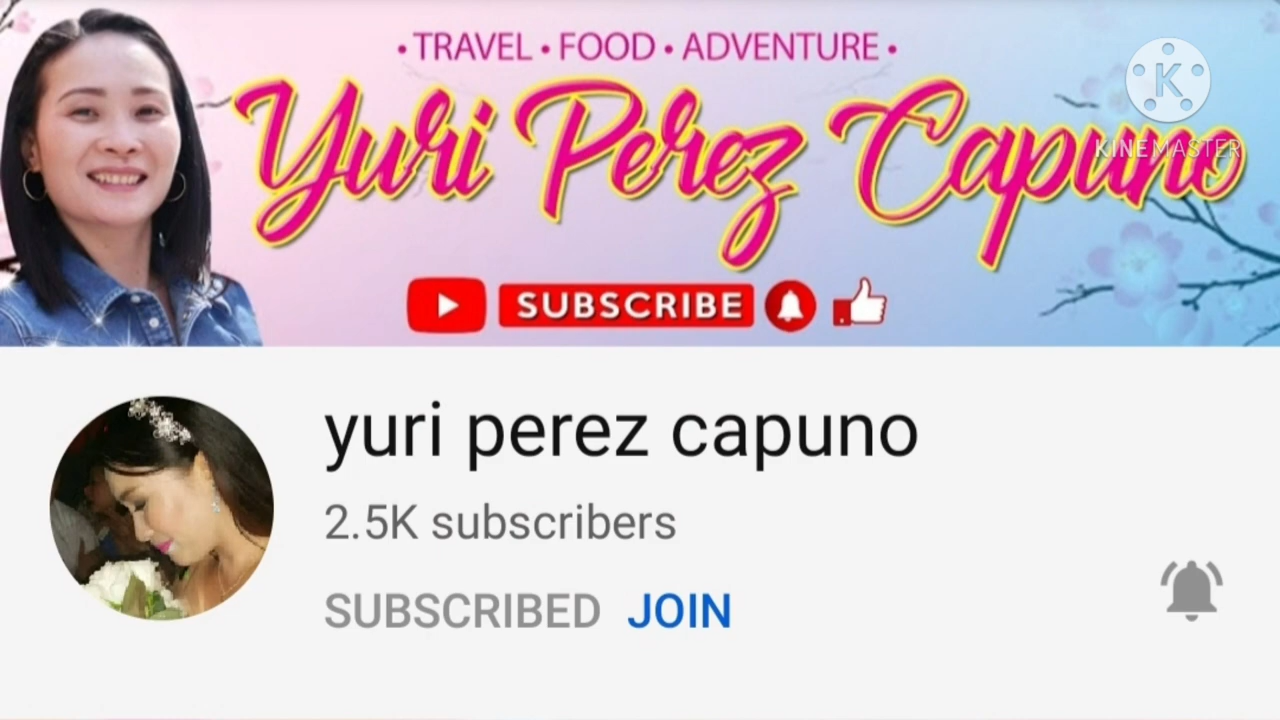 • TRAVEL • FOOD • ADVENTURE •
Yuri Perez Capuno
K
KINEMASTER
SUBSCRIBE
yuri perez capuno
2.5K subscribers
SUBSCRIBED JOIN